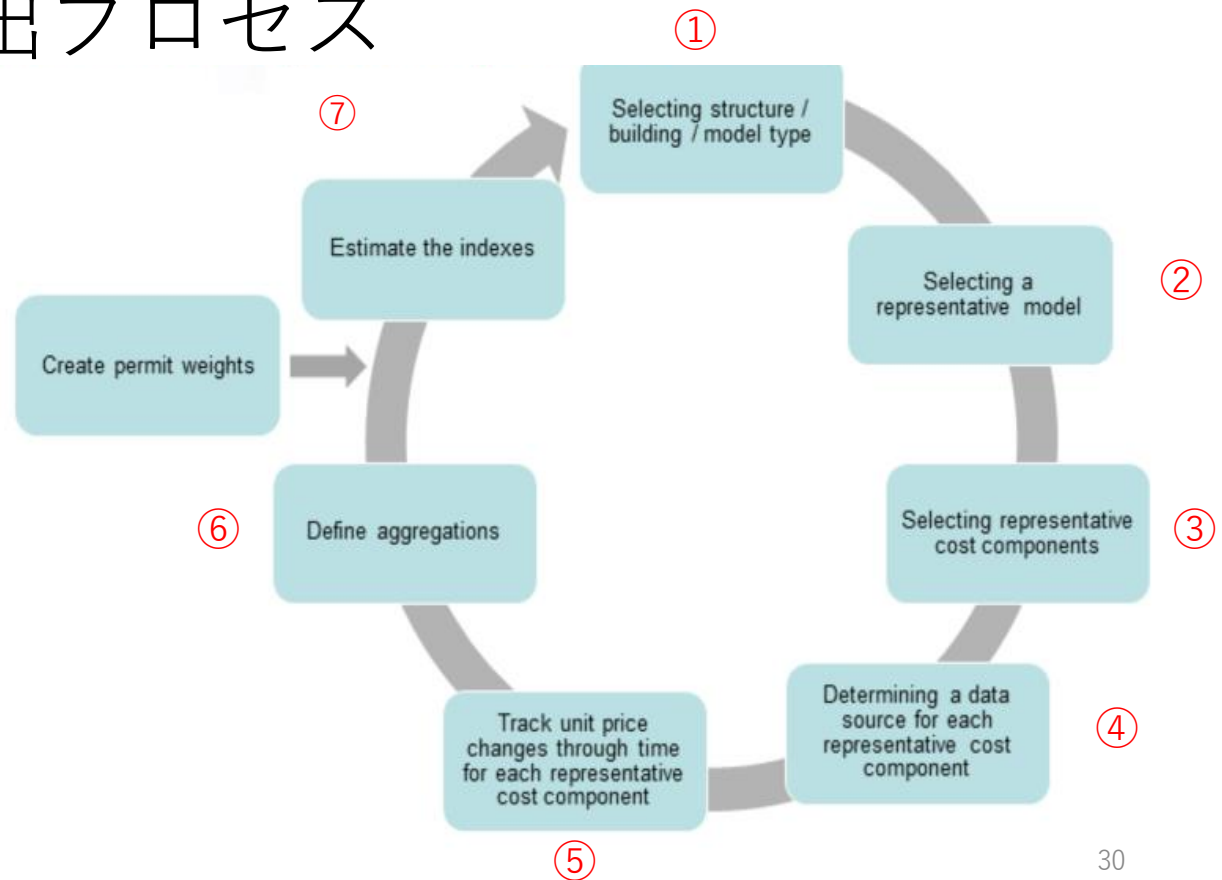 出プロセス
①
Selecting structure /
building / model type
②
Selecting a
representative model
③
Selecting representative
cost components
④
Determining a data
source for each
representative cost
component
⑤
Track unit price
changes through time
for each representative
cost component
⑥
Define aggregations
Create permit weights
⑦
Estimate the indexes
30